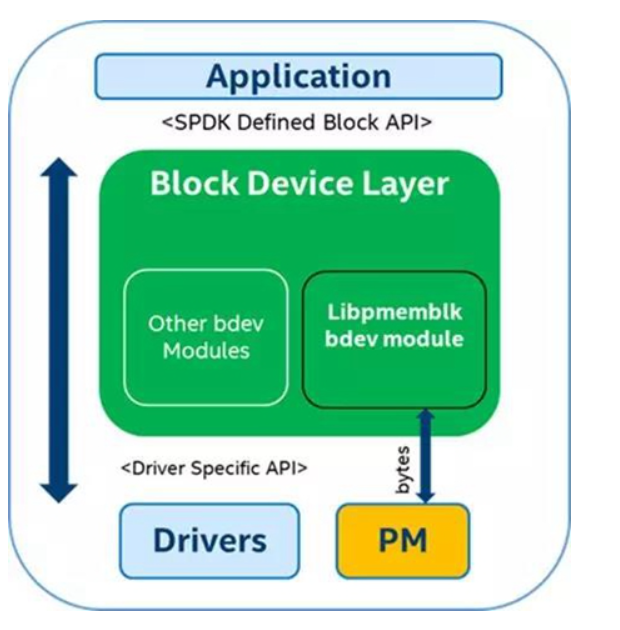 Application
<SPDK Defined Block API>
Block Device Layer
Other bdev
Modules
Libpmemblk
bdev module
<Driver Specific API>
bytes
Drivers
PM